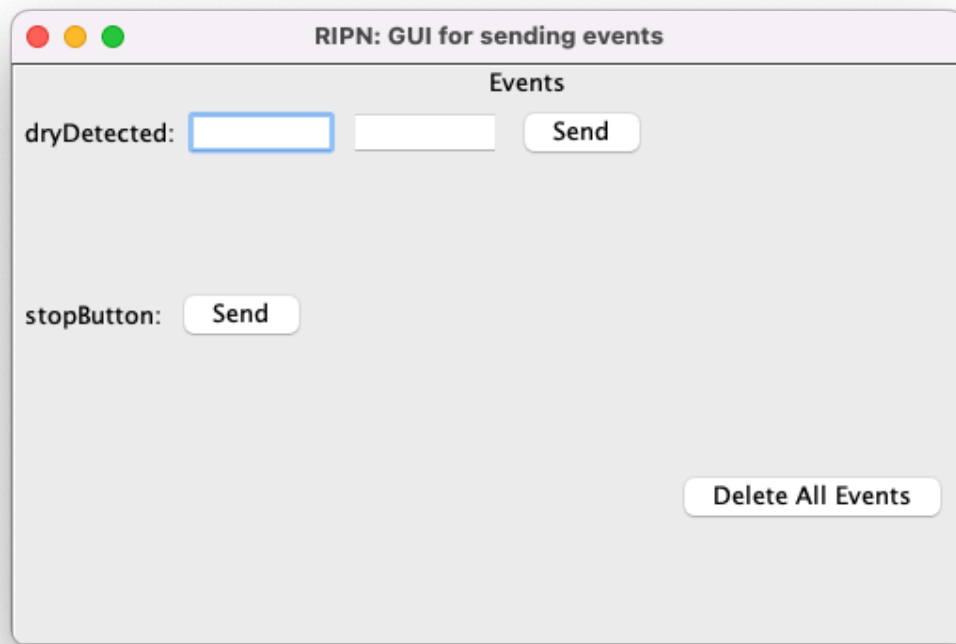 RIPN: GUI for sending events
Events
dryDetected: Send
stopButton: Send
Delete All Events